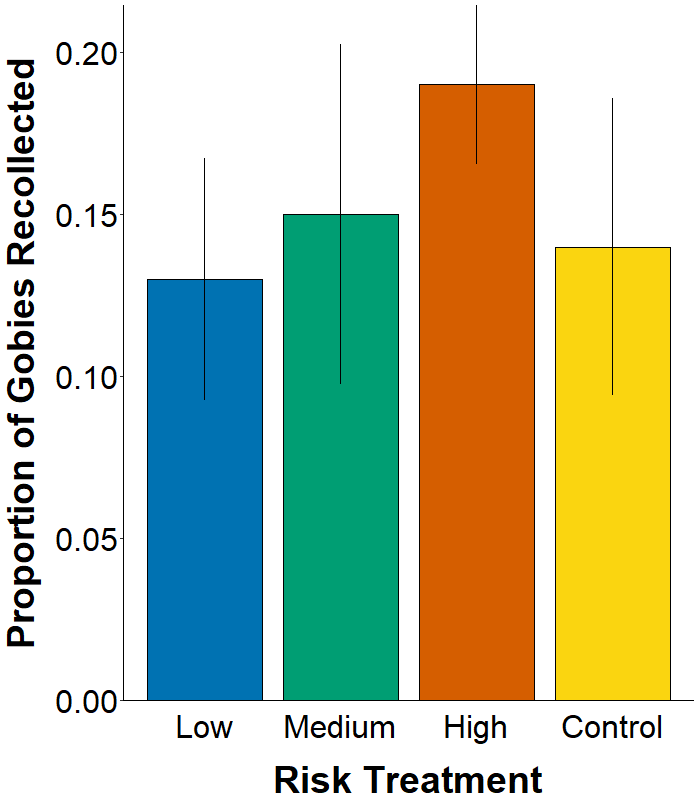 Proportion of Gobies Recollected
0.20
0.15
0.10
0.05
0.00
Low Medium High Control
Risk Treatment